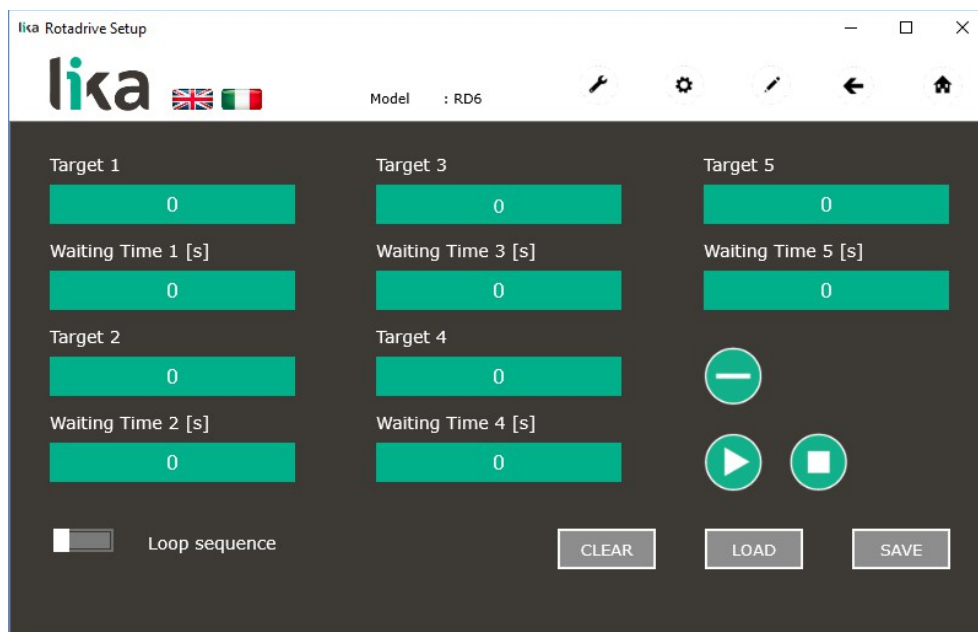 lika Rotadrive Setup
lika
Model : RD6
Target 1 Target 3 Target 5
0 0 0
Waiting Time 1 [s] Waiting Time 3 [s] Waiting Time 5 [s]
0 0 0
Target 2 Target 4
0 0
Waiting Time 2 [s] Waiting Time 4 [s]
0 0
Loop sequence CLEAR LOAD SAVE